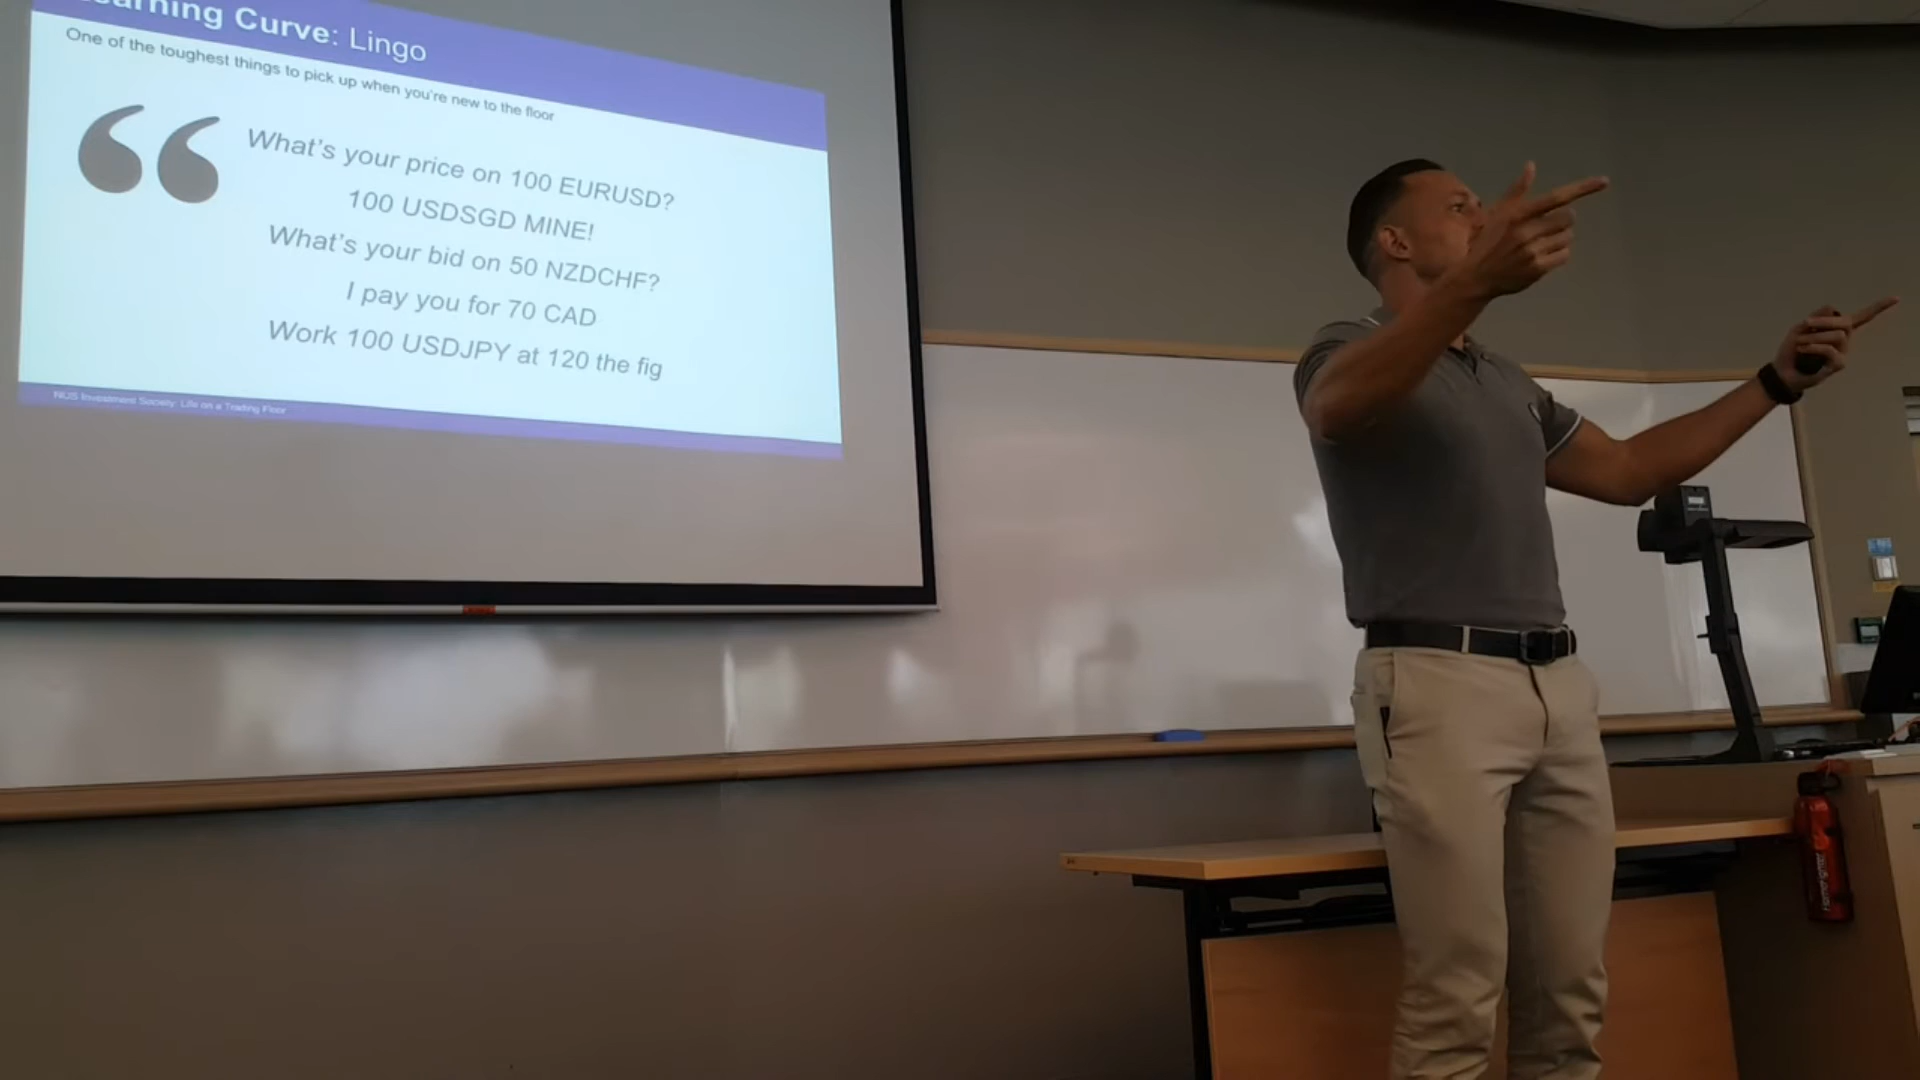 Learning Curve: Lingo
One of the toughest things to pick up when you're new to the floor
What's your price on 100 EURUSD?
100 USDSGD MINE!
What's your bid on 50 NZDCHF?
I pay you for 70 CAD
Work 100 USDJPY at 120 the fig
NUS Investment Society: Life on a Trading Floor